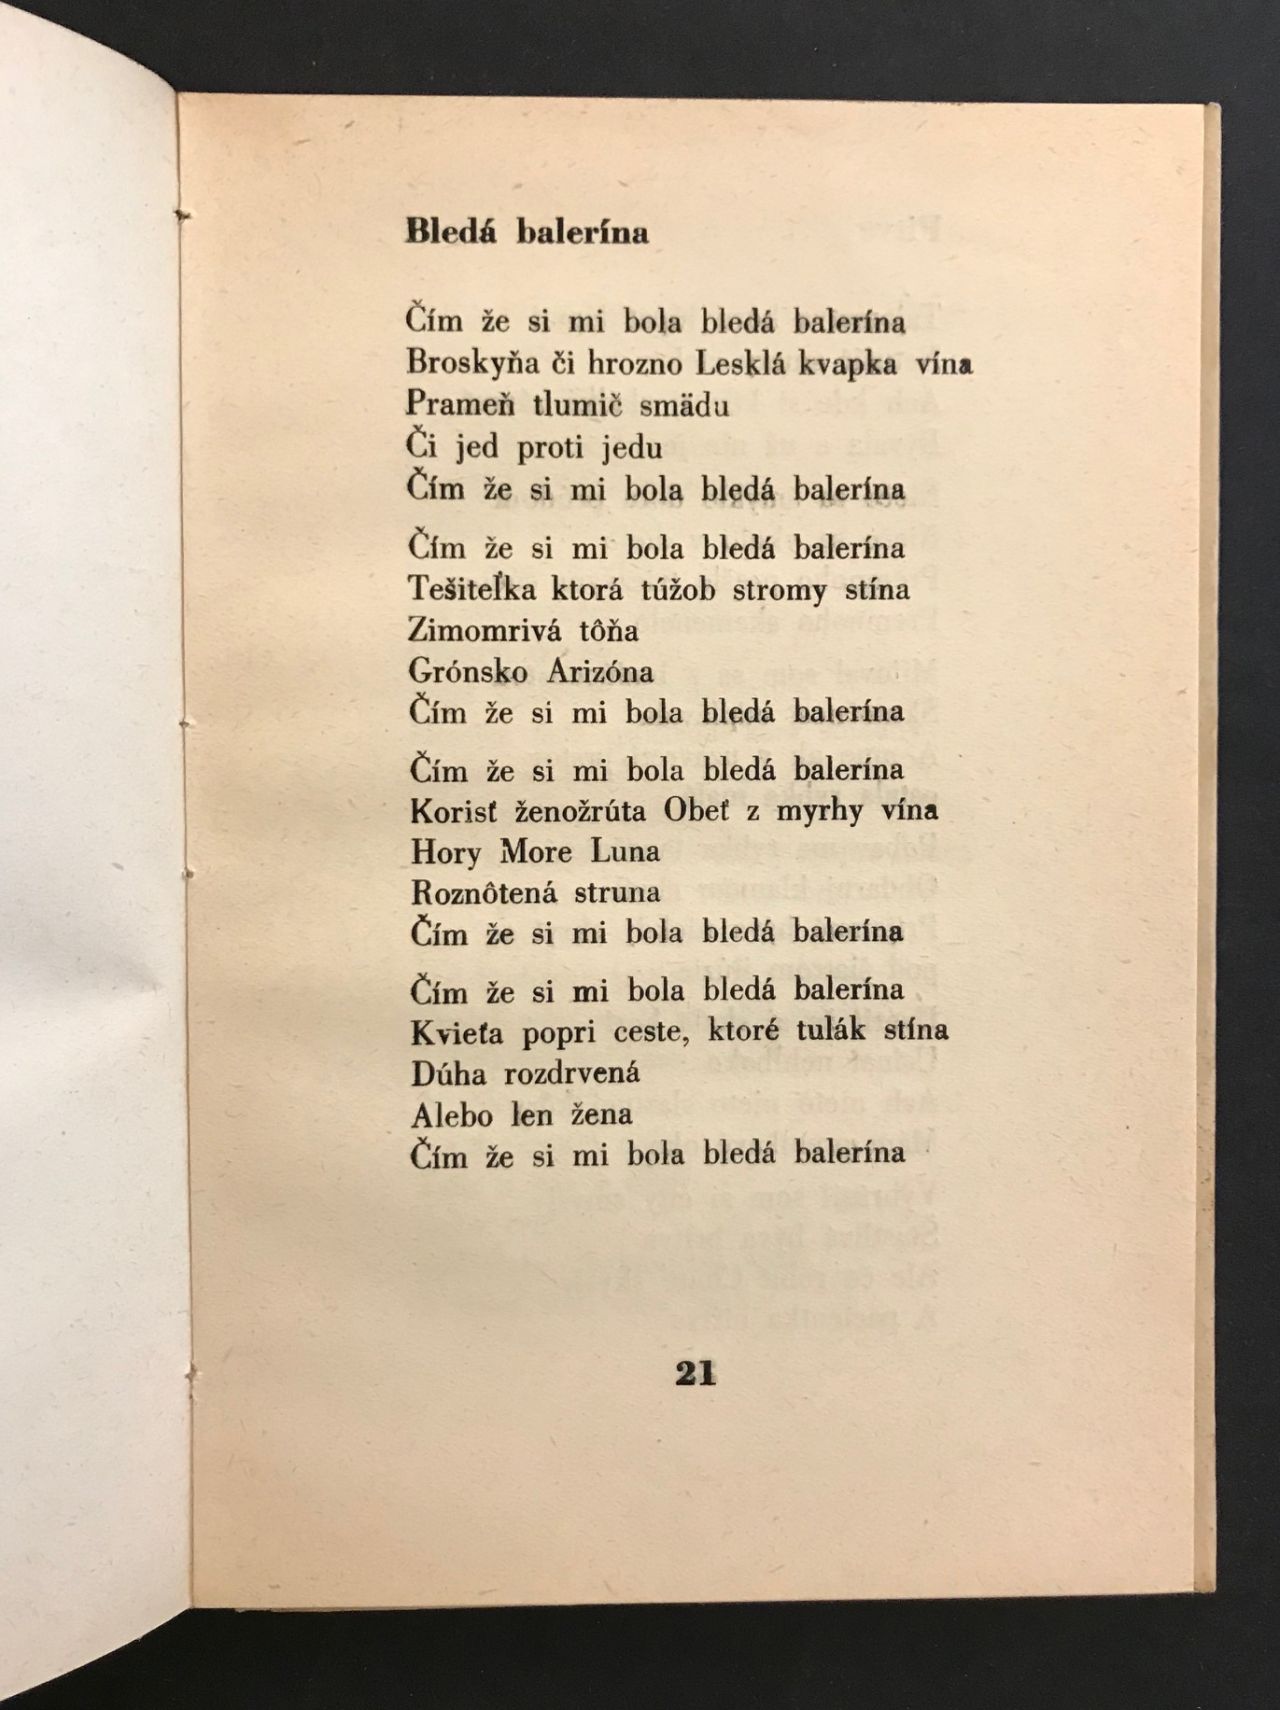 Bledá balerína
Čím že si mi bola bledá balerína
Broskyňa či hrozno Lesklá kvapka vína
Prameň tlumič smädu
Či jed proti jedu
Čím že si mi bola bledá balerína
Čím že si mi bola bledá balerína
Tešiteľka ktorá túžob stromy stína
Zimomrivá tôňa
Grónsko Arizóna
Čím že si mi bola bledá balerína
Čím že si mi bola bledá balerína
Korisť ženožrúta Obeť z myrhy vína
Hory More Luna
Roznôtená struna
Čím že si mi bola bledá balerína
Čím že si mi bola bledá balerína
Kvieťa popri ceste, ktoré tulák stína
Dúha rozdrvená
Alebo len žena
Čím že si mi bola bledá balerína
21